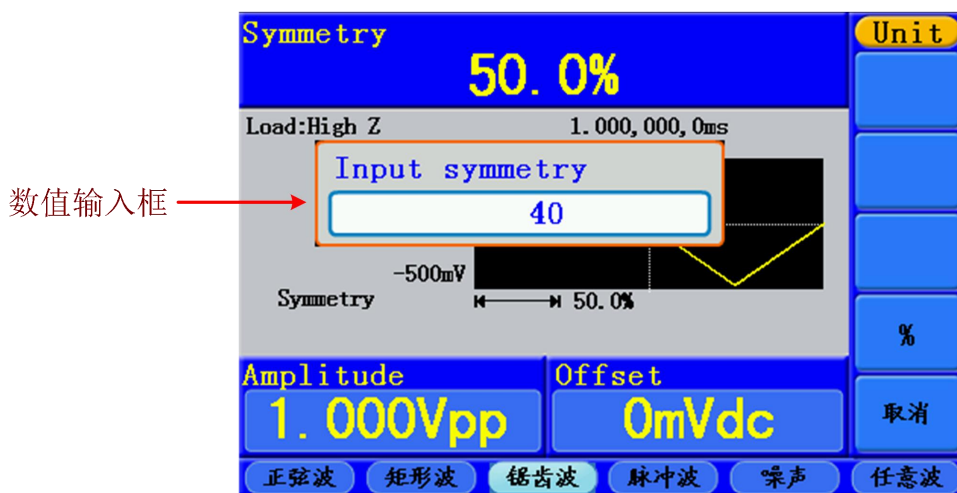 Symmetry
50.0%
Unit
Load:High Z
1.000,000,0ms
Input symmetry
40
数值输入框
-500mV
Symmetry
50.0%
%
Amplitude
Offset
1.000Vpp
0mVdc
取消
正弦波
矩形波
锯齿波
脉冲波
噪声
任意波